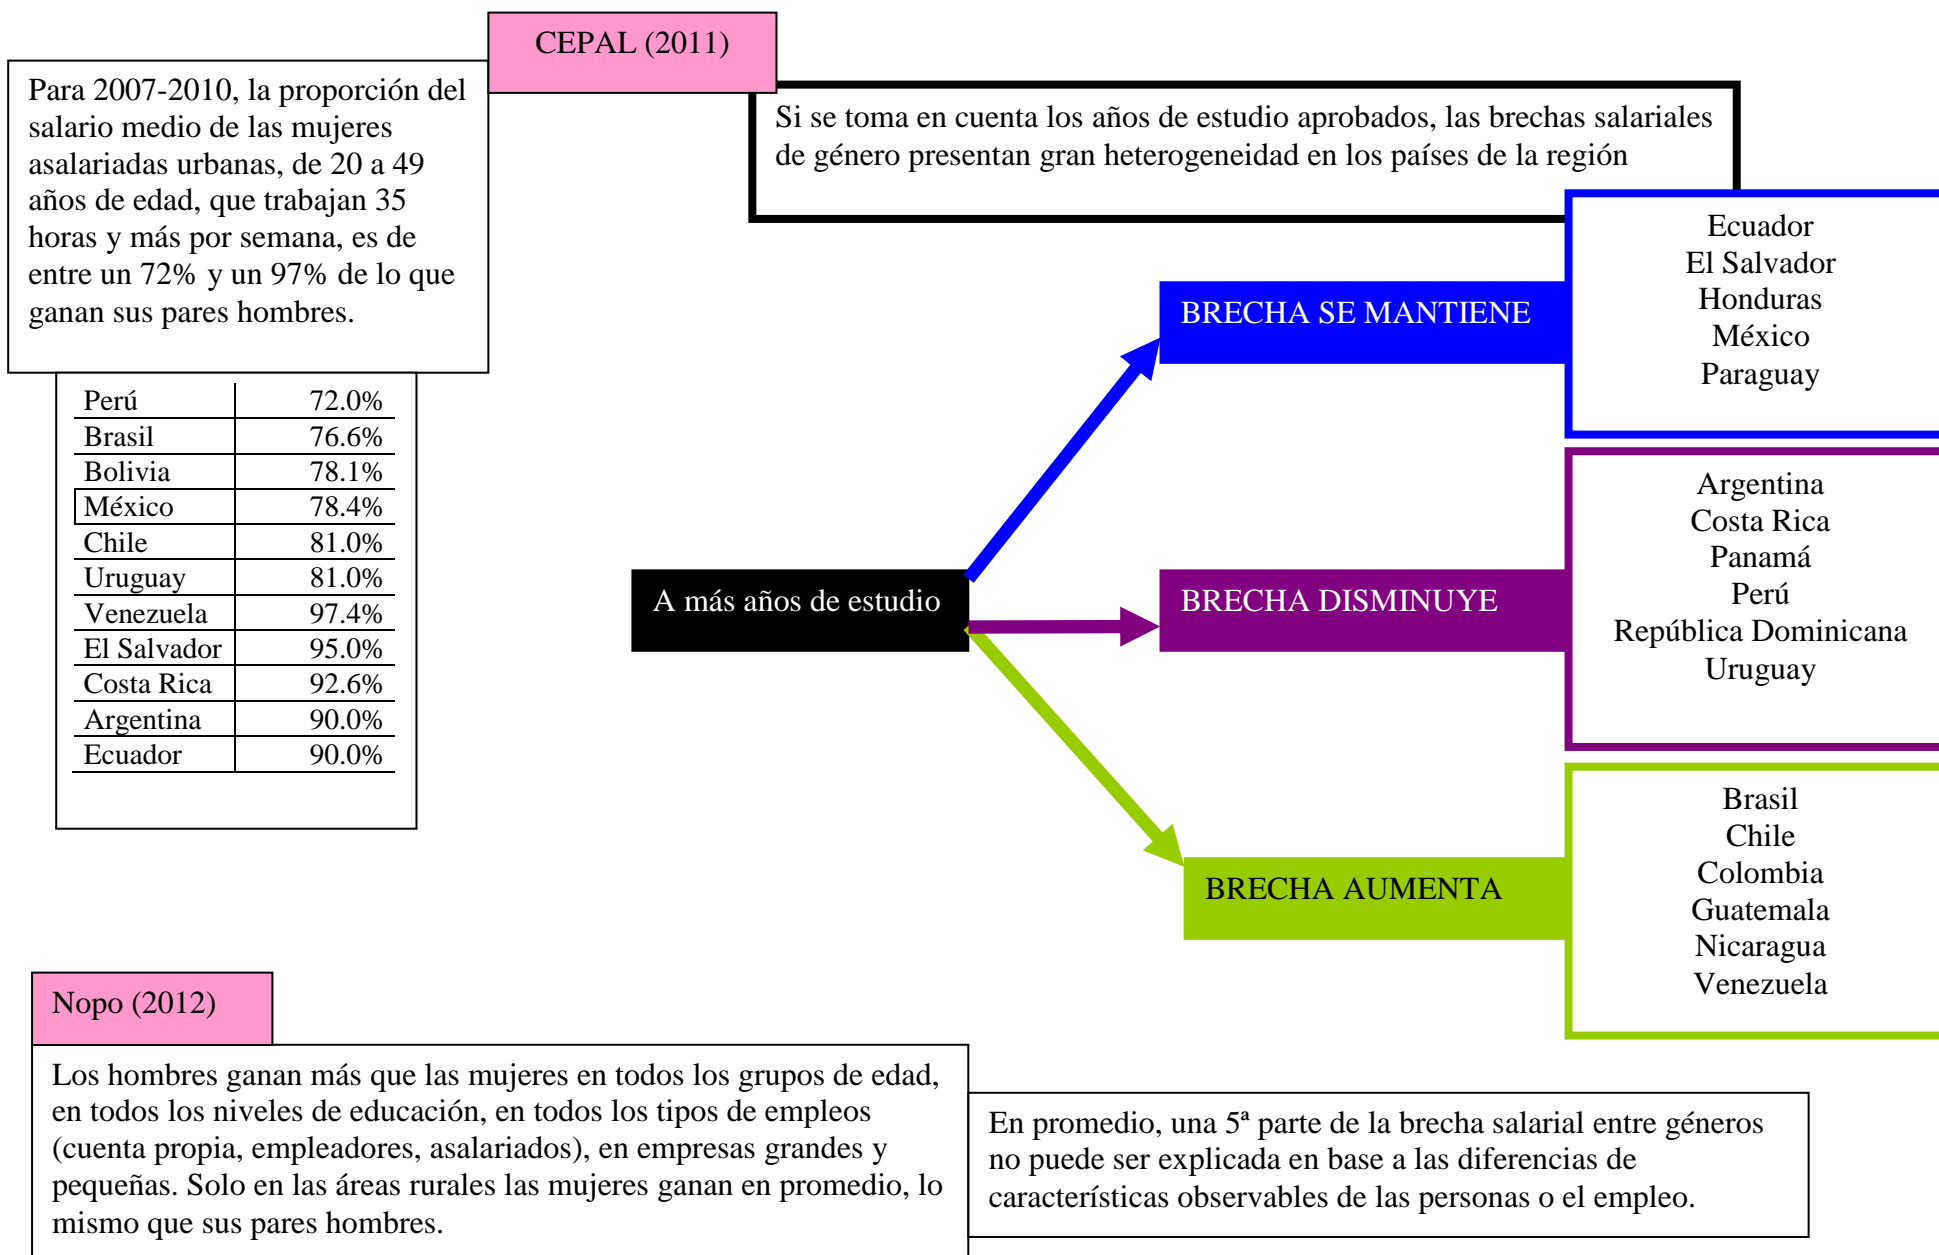 CEPAL (2011)
Para 2007-2010, la proporción del
salario medio de las mujeres
asalariadas urbanas, de 20 a 49
años de edad, que trabajan 35
horas y más por semana, es de
entre un 72% y un 97% de lo que
ganan sus pares hombres.
Perú 72.0%
Brasil 76.6%
Bolivia 78.1%
México 78.4%
Chile 81.0%
Uruguay 81.0%
Venezuela 97.4%
El Salvador 95.0%
Costa Rica 92.6%
Argentina 90.0%
Ecuador 90.0%
Si se toma en cuenta los años de estudio aprobados, las brechas salariales
de género presentan gran heterogeneidad en los países de la región
A más años de estudio
BRECHA SE MANTIENE
Ecuador
El Salvador
Honduras
México
Paraguay
BRECHA DISMINUYE
Argentina
Costa Rica
Panamá
Perú
República Dominicana
Uruguay
BRECHA AUMENTA
Brasil
Chile
Colombia
Guatemala
Nicaragua
Venezuela
Nopo (2012)
Los hombres ganan más que las mujeres en todos los grupos de edad,
en todos los niveles de educación, en todos los tipos de empleos
(cuenta propia, empleadores, asalariados), en empresas grandes y
pequeñas. Solo en las áreas rurales las mujeres ganan en promedio, lo
mismo que sus pares hombres.
En promedio, una 5ª parte de la brecha salarial entre géneros
no puede ser explicada en base a las diferencias de
características observables de las personas o el empleo.